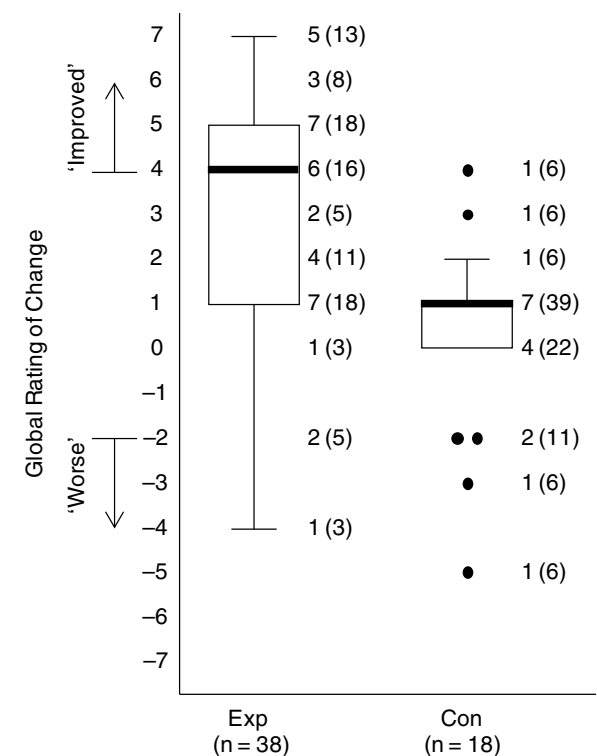 7 5 (13)
6 3 (8)
5 7 (18)
4 6 (16) 1 (6)
3 2 (5) 1 (6)
2 4 (11) 1 (6)
1 7 (18) 7 (39)
0 1 (3) 4 (22)
–1
–2 2 (5) 2 (11)
–3 1 (6)
–4 1 (3)
–5 1 (6)
–6
–7
Global Rating of Change
‘Improved’
‘Worse’
Exp Con
(n = 38) (n = 18)